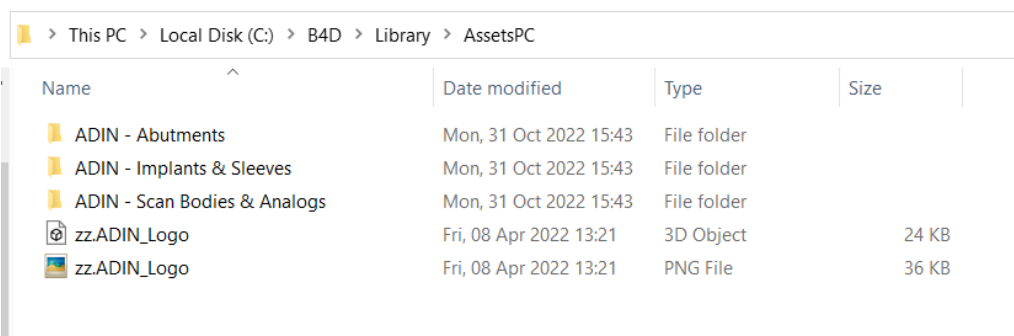 This PC > Local Disk (C:) > B4D > Library > AssetsPC
Name Date modified Type Size
ADIN - Abutments Mon, 31 Oct 2022 15:43 File folder
ADIN - Implants & Sleeves Mon, 31 Oct 2022 15:43 File folder
ADIN - Scan Bodies & Analogs Mon, 31 Oct 2022 15:43 File folder
zz.ADIN_Logo Fri, 08 Apr 2022 13:21 3D Object 24 KB
zz.ADIN_Logo Fri, 08 Apr 2022 13:21 PNG File 36 KB